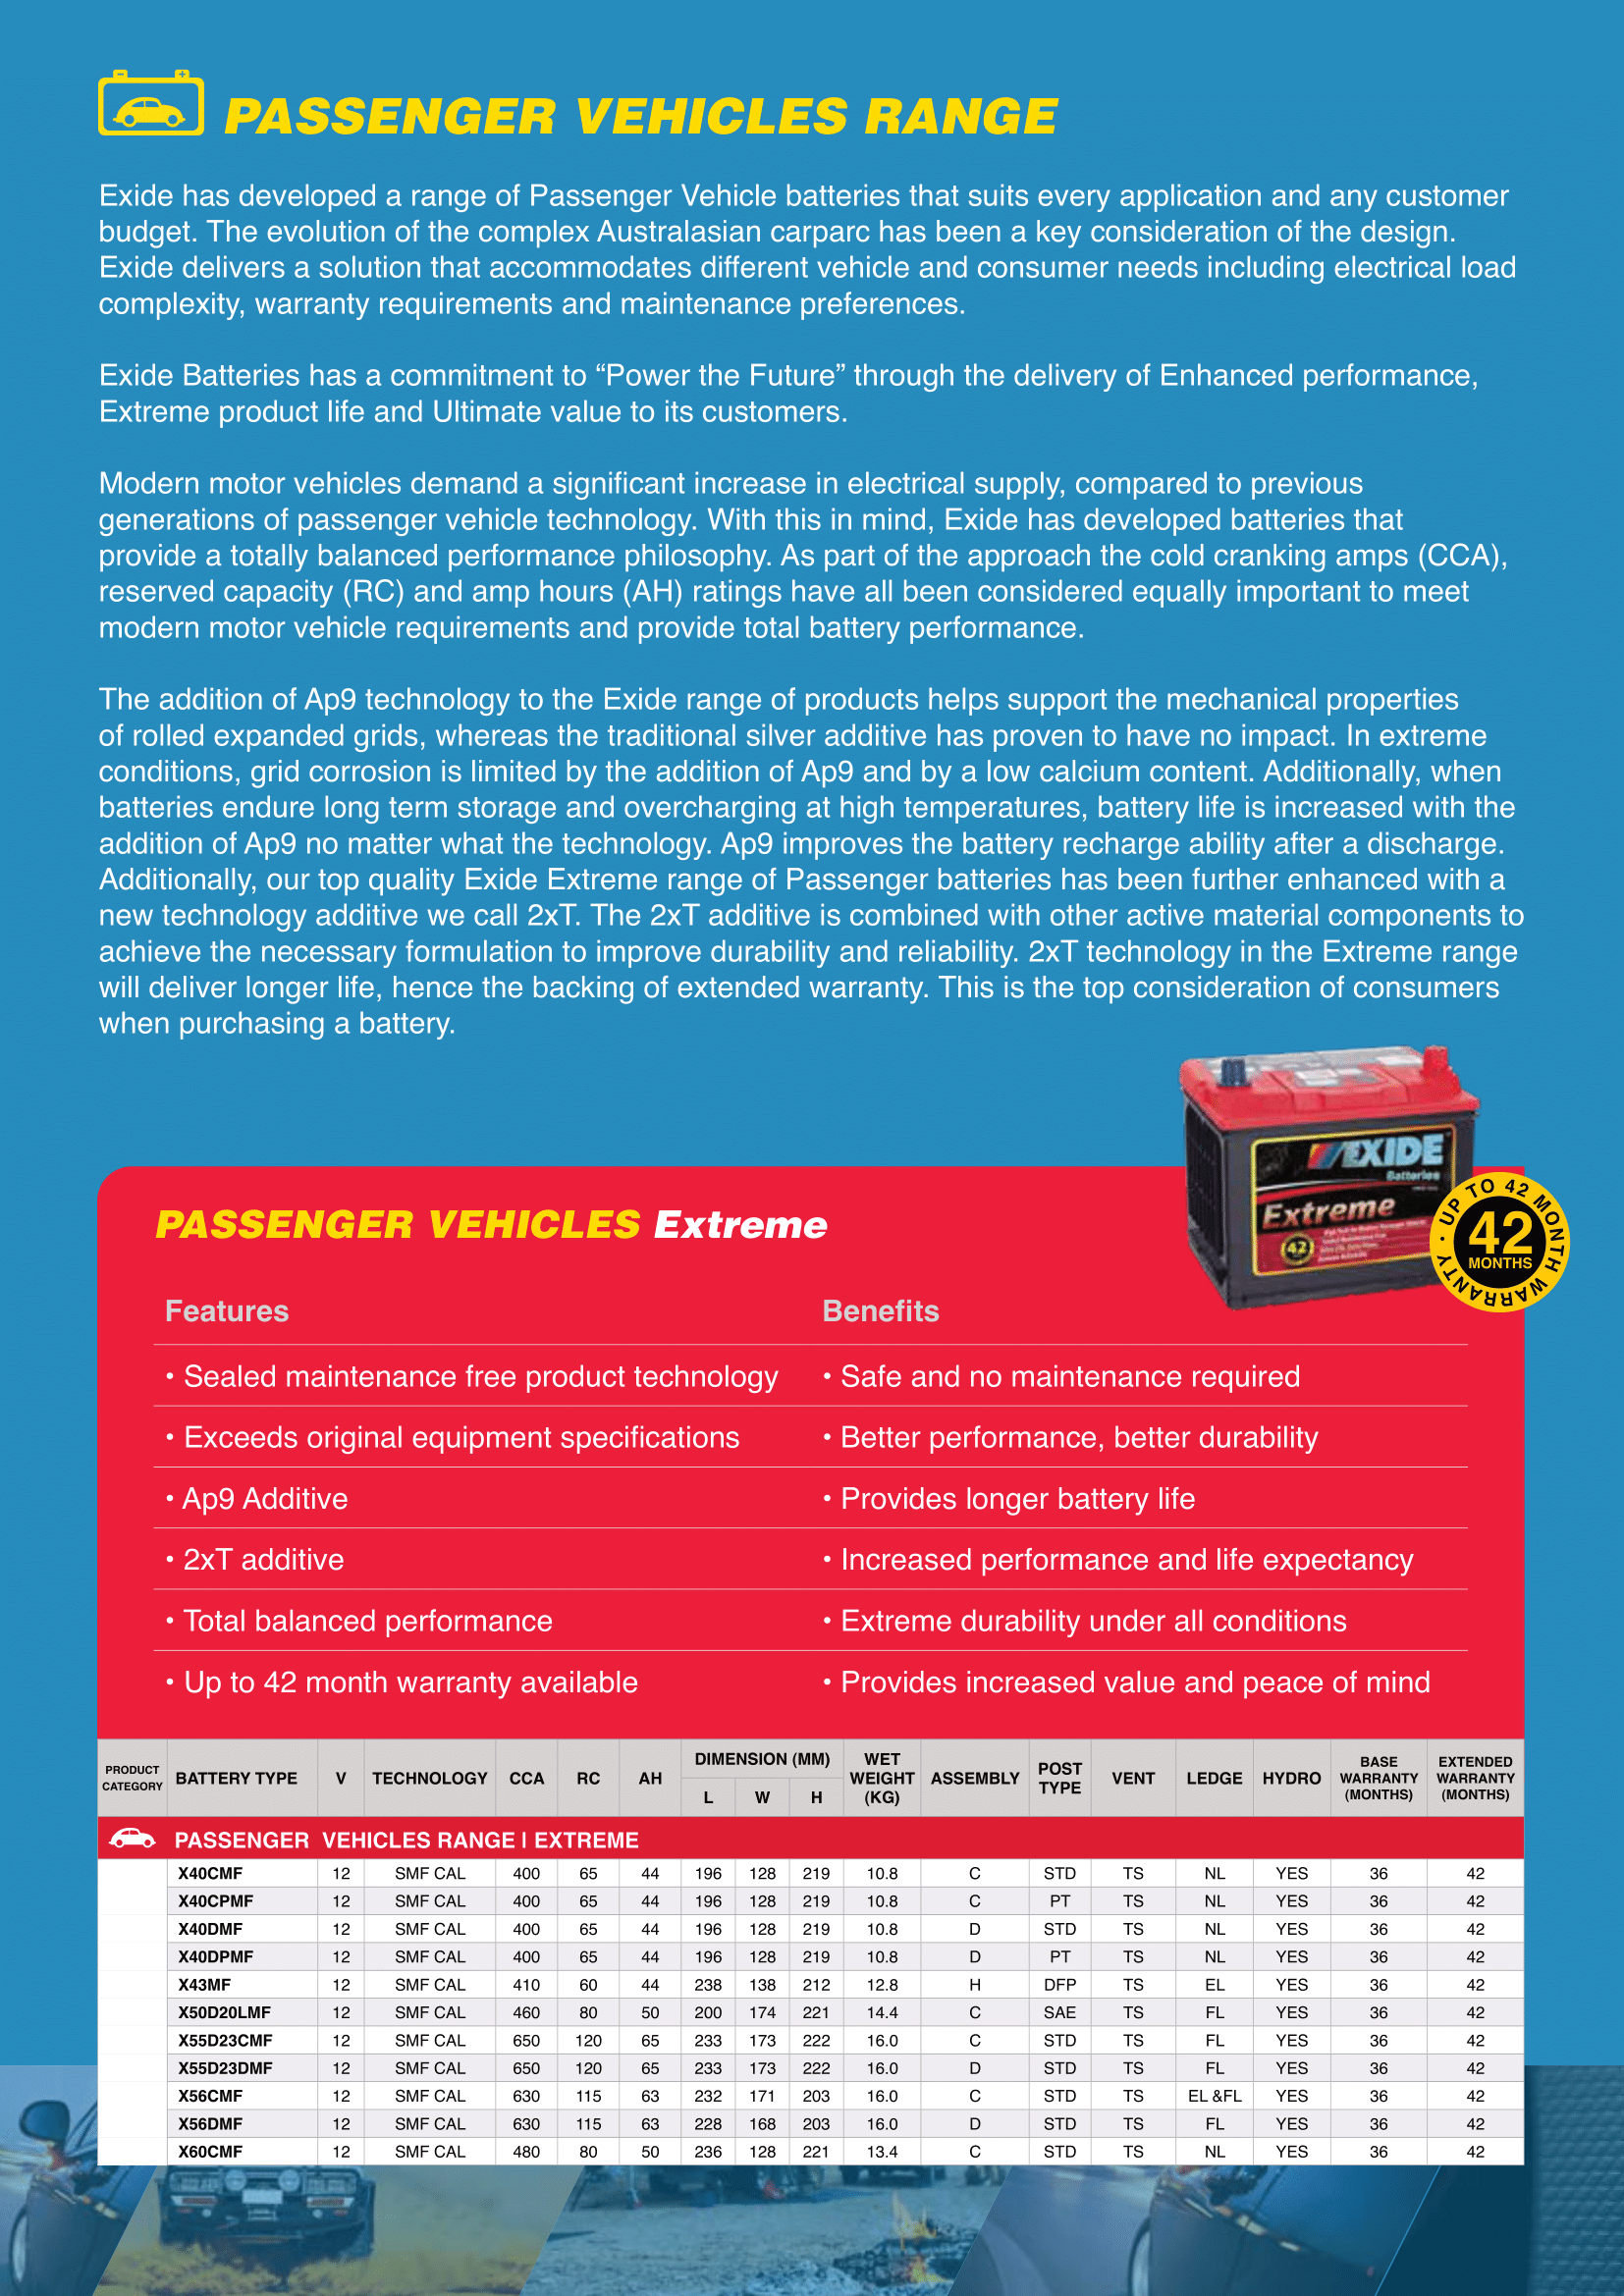 PASSENGER VEHICLES RANGE
Exide has developed a range of Passenger Vehicle batteries that suits every application and any customer
budget. The evolution of the complex Australasian carparc has been a key consideration of the design.
Exide delivers a solution that accommodates different vehicle and consumer needs including electrical load
complexity, warranty requirements and maintenance preferences.
Exide Batteries has a commitment to “Power the Future” through the delivery of Enhanced performance,
Extreme product life and Ultimate value to its customers.
Modern motor vehicles demand a significant increase in electrical supply, compared to previous
generations of passenger vehicle technology. With this in mind, Exide has developed batteries that
provide a totally balanced performance philosophy. As part of the approach the cold cranking amps (CCA),
reserved capacity (RC) and amp hours (AH) ratings have all been considered equally important to meet
modern motor vehicle requirements and provide total battery performance.
The addition of Ap9 technology to the Exide range of products helps support the mechanical properties
of rolled expanded grids, whereas the traditional silver additive has proven to have no impact. In extreme
conditions, grid corrosion is limited by the addition of Ap9 and by a low calcium content. Additionally, when
batteries endure long term storage and overcharging at high temperatures, battery life is increased with the
addition of Ap9 no matter what the technology. Ap9 improves the battery recharge ability after a discharge.
Additionally, our top quality Exide Extreme range of Passenger batteries has been further enhanced with a
new technology additive we call 2xT. The 2xT additive is combined with other active material components to
achieve the necessary formulation to improve durability and reliability. 2xT technology in the Extreme range
will deliver longer life, hence the backing of extended warranty. This is the top consideration of consumers
when purchasing a battery.
EXIDE
Batteries
Extreme
42
UP TO 42 MONTH WARRANTY
42
MONTHS
PASSENGER VEHICLES Extreme
Features Benefits
• Sealed maintenance free product technology • Safe and no maintenance required
• Exceeds original equipment specifications • Better performance, better durability
• Ap9 Additive • Provides longer battery life
• 2xT additive • Increased performance and life expectancy
• Total balanced performance • Extreme durability under all conditions
• Up to 42 month warranty available • Provides increased value and peace of mind
PRODUCT CATEGORY BATTERY TYPE V TECHNOLOGY CCA RC AH DIMENSION (MM) L W H WET WEIGHT (KG) ASSEMBLY POST TYPE VENT LEDGE HYDRO BASE WARRANTY (MONTHS) EXTENDED WARRANTY (MONTHS)
PASSENGER VEHICLES RANGE | EXTREME
X40CMF 12 SMF CAL 400 65 44 196 128 219 10.8 C STD TS NL YES 36 42
X40CPMF 12 SMF CAL 400 65 44 196 128 219 10.8 C PT TS NL YES 36 42
X40DMF 12 SMF CAL 400 65 44 196 128 219 10.8 D STD TS NL YES 36 42
X40DPMF 12 SMF CAL 400 65 44 196 128 219 10.8 D PT TS NL YES 36 42
X43MF 12 SMF CAL 410 60 44 238 138 212 12.8 H DFP TS EL YES 36 42
X50D20LMF 12 SMF CAL 460 80 50 200 174 221 14.4 C SAE TS FL YES 36 42
X55D23CMF 12 SMF CAL 650 120 65 233 173 222 16.0 C STD TS FL YES 36 42
X55D23DMF 12 SMF CAL 650 120 65 233 173 222 16.0 D STD TS FL YES 36 42
X56CMF 12 SMF CAL 630 115 63 232 171 203 16.0 C STD TS EL &FL YES 36 42
X56DMF 12 SMF CAL 630 115 63 228 168 203 16.0 D STD TS FL YES 36 42
X60CMF 12 SMF CAL 480 80 50 236 128 221 13.4 C STD TS NL YES 36 42